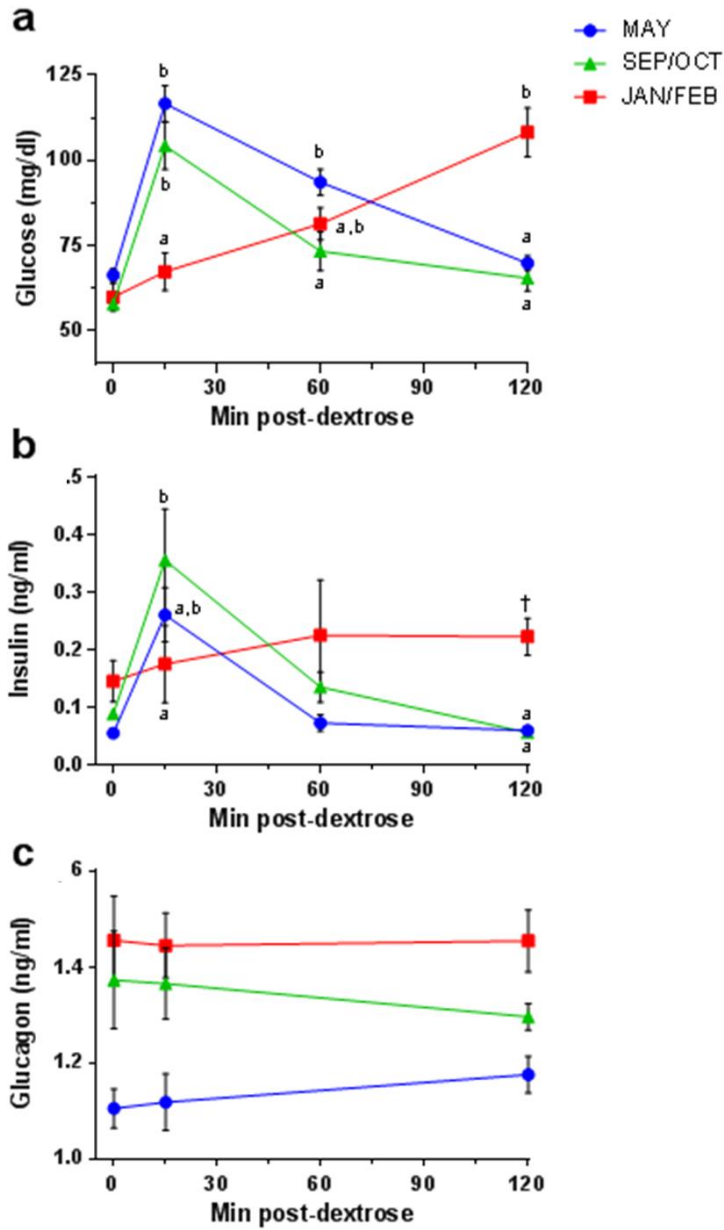 a
MAY
SEP/OCT
JAN/FEB
125
100
75
50
Glucose (mg/dl)
b
b
a
b
a,b
a
b
a
a
0 30 60 90 120
Min post-dextrose
b
.5
0.4
0.3
0.2
0.1
0.0
Insulin (ng/ml)
b
a,b
a
†
a
a
0 30 60 90 120
Min post-dextrose
c
6
1.4
1.2
1.0
Glucagon (ng/ml)
0 30 60 90 120
Min post-dextrose